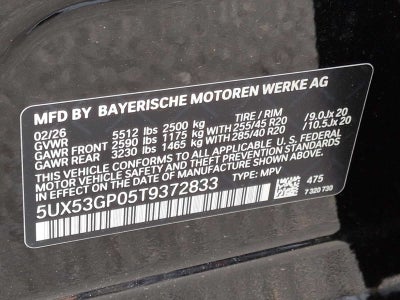 MFD BY BAYERISCHE MOTOREN WERKE AG
02/26 5512 lbs 2500 kg TIRE / RIM
GVWR
GAWR FRONT 2590 lbs 1175 kg with 255/45 R20 /9.0Jx 20
GAWR REAR 3230 lbs 1465 kg with 285/40 R20 /10.5Jx 20
THIS VEHICLE CONFORMS TO ALL APPLICABLE U. S. FEDERAL
MOTOR VEHICLE SAFETY, BUMPER, AND THEFT PREVENTION
STANDARDS IN EFFECT ON THE DATE OF MANUFACTURE SHOWN ABOVE.
5UX53GP05T9372833 TYPE: MPV
475
7 320 730